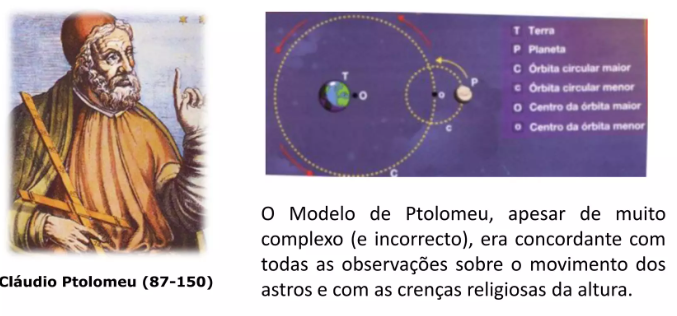 T
O
o
P
c
C
T Terra
P Planeta
C Órbita circular maior
c Órbita circular menor
O Centro da órbita maior
o Centro da órbita menor
O Modelo de Ptolomeu, apesar de muito
complexo (e incorrecto), era concordante com
todas as observações sobre o movimento dos
astros e com as crenças religiosas da altura.
Cláudio Ptolomeu (87-150)